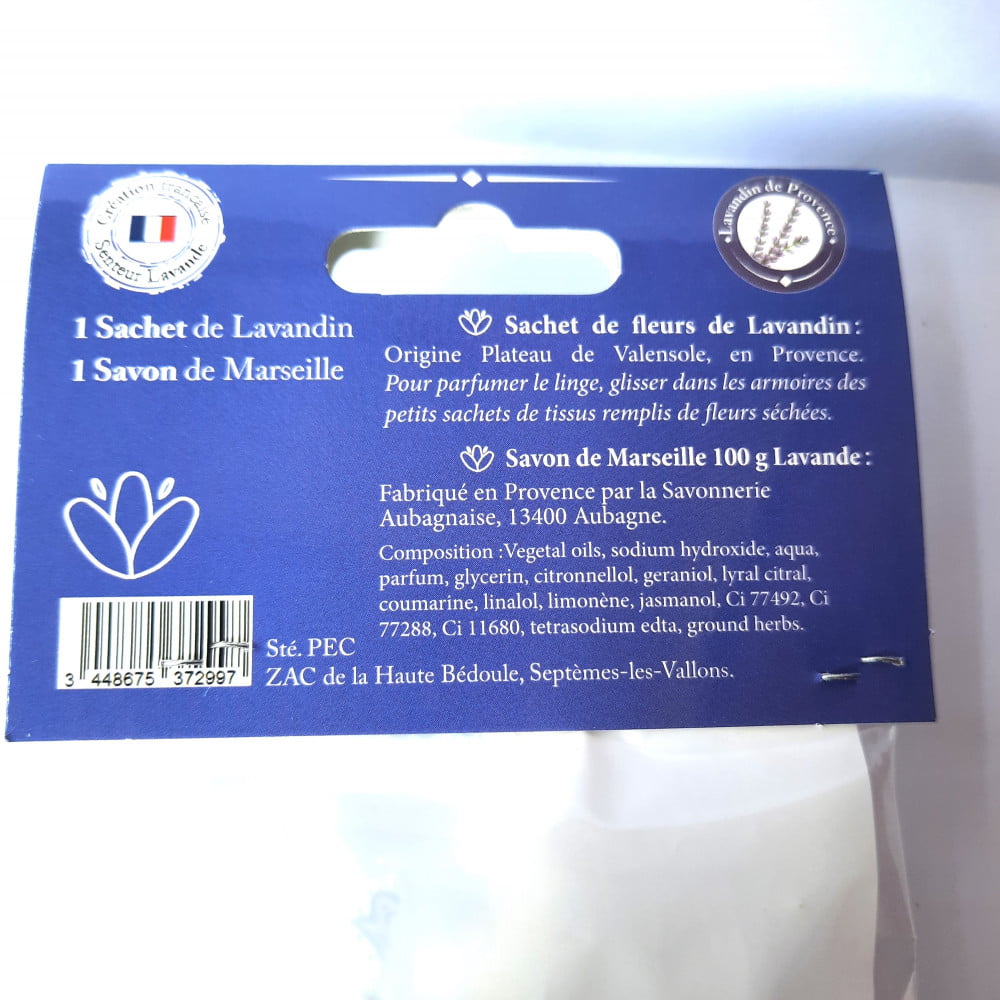 Création française
Senteur Lavande
Lavandin de Provence
1 Sachet de Lavandin
1 Savon de Marseille
Sachet de fleurs de Lavandin :
Origine Plateau de Valensole, en Provence.
Pour parfumer le linge, glisser dans les armoires des
petits sachets de tissus remplis de fleurs séchées.
Savon de Marseille 100 g Lavande :
Fabriqué en Provence par la Savonnerie
Aubagnaise, 13400 Aubagne.
Composition :Vegetal oils, sodium hydroxide, aqua,
parfum, glycerin, citronnellol, geraniol, lyral citral,
coumarine, linalol, limonène, jasmanol, Ci 77492, Ci
77288, Ci 11680, tetrasodium edta, ground herbs.
Sté. PEC
ZAC de la Haute Bédoule, Septèmes-les-Vallons.
3 448675 372997